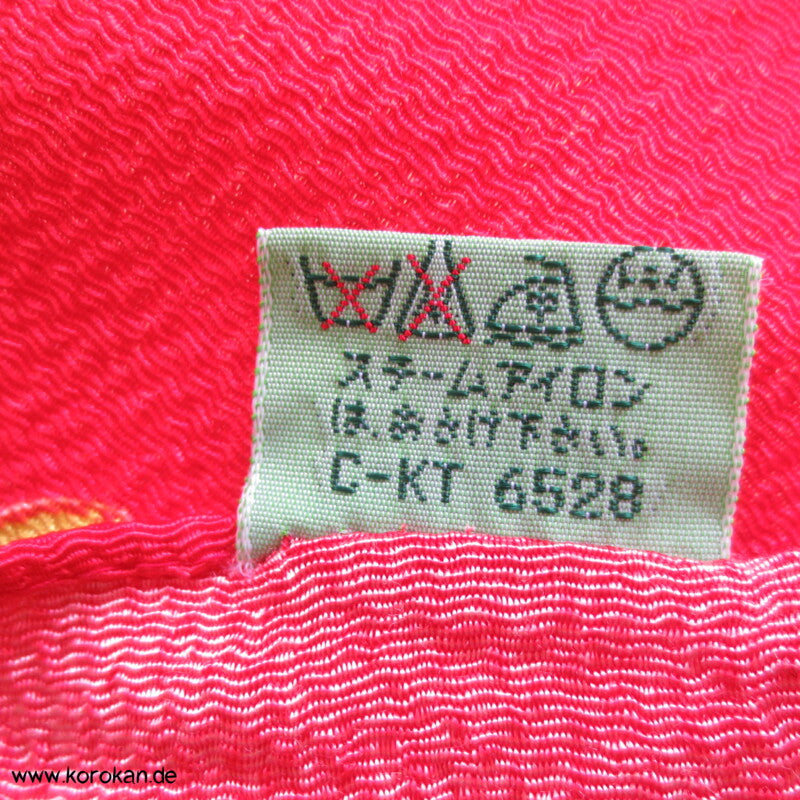 スチームアイロン
は、おさけ下さい。
C-KT 6528
www.korokan.de